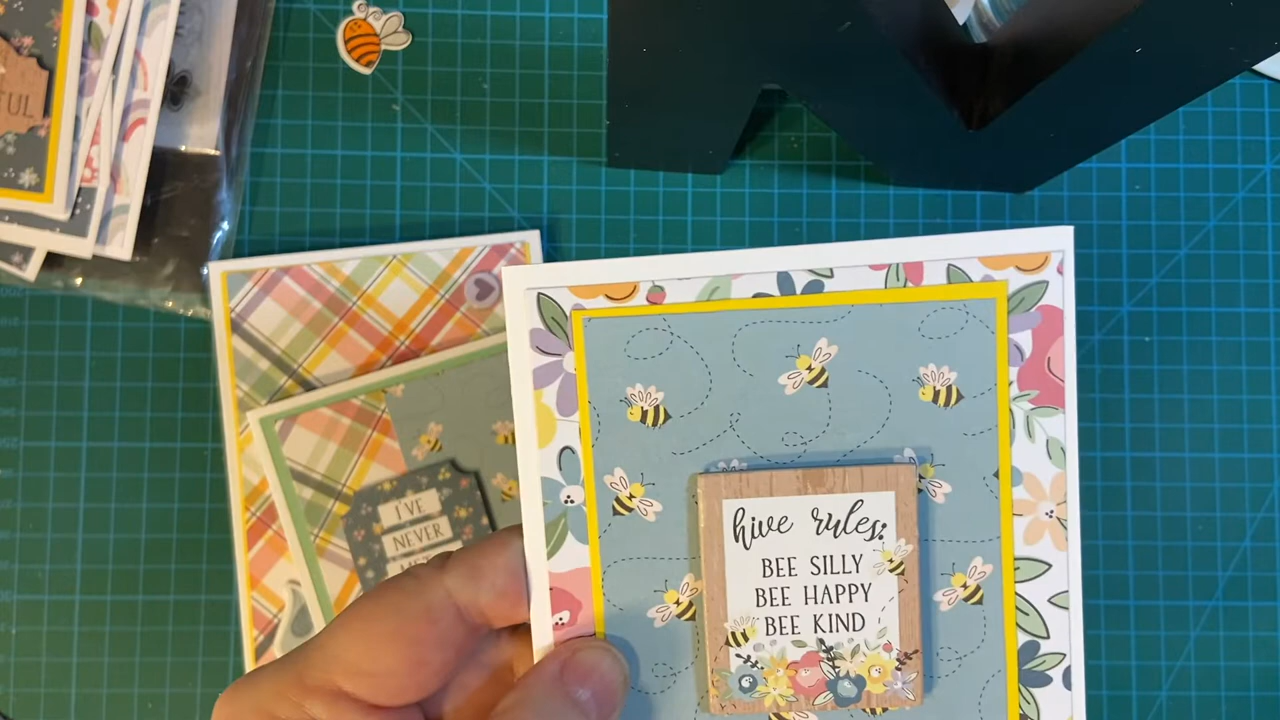 I'VE
NEVER
hive rules:
BEE SILLY
BEE HAPPY
BEE KIND